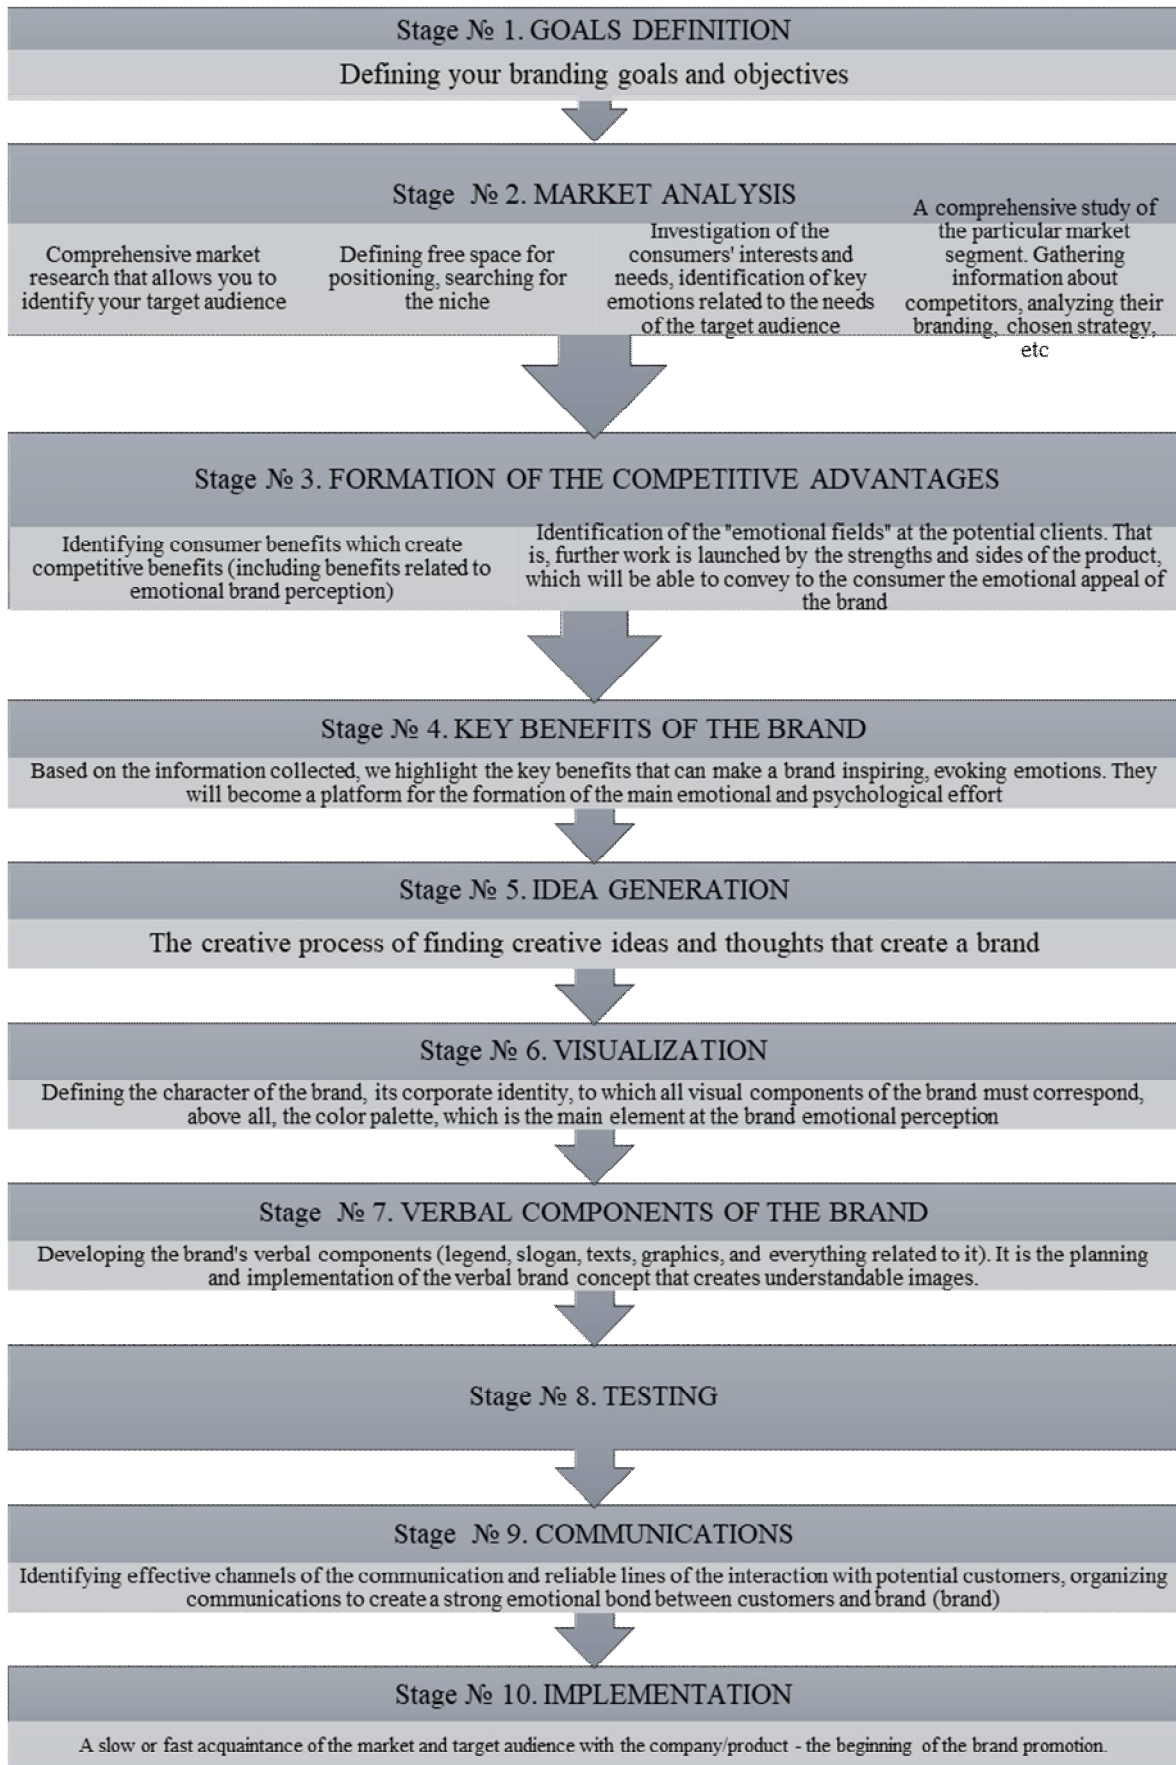 Stage № 1. GOALS DEFINITION
Defining your branding goals and objectives
Stage № 2. MARKET ANALYSIS
Comprehensive market
research that allows you to
identify your target audience
Defining free space for
positioning, searching for
the niche
Investigation of the
consumers' interests and
needs, identification of key
emotions related to the needs
of the target audience
A comprehensive study of
the particular market
segment. Gathering
information about
competitors, analyzing their
branding, chosen strategy,
etc
Stage № 3. FORMATION OF THE COMPETITIVE ADVANTAGES
Identifying consumer benefits which create
competitive benefits (including benefits related to
emotional brand perception)
Identification of the "emotional fields" at the potential clients. That
is, further work is launched by the strengths and sides of the product,
which will be able to convey to the consumer the emotional appeal of
the brand
Stage № 4. KEY BENEFITS OF THE BRAND
Based on the information collected, we highlight the key benefits that can make a brand inspiring, evoking emotions. They
will become a platform for the formation of the main emotional and psychological effort
Stage № 5. IDEA GENERATION
The creative process of finding creative ideas and thoughts that create a brand
Stage № 6. VISUALIZATION
Defining the character of the brand, its corporate identity, to which all visual components of the brand must correspond,
above all, the color palette, which is the main element at the brand emotional perception
Stage № 7. VERBAL COMPONENTS OF THE BRAND
Developing the brand's verbal components (legend, slogan, texts, graphics, and everything related to it). It is the planning
and implementation of the verbal brand concept that creates understandable images.
Stage № 8. TESTING
Stage № 9. COMMUNICATIONS
Identifying effective channels of the communication and reliable lines of the interaction with potential customers, organizing
communications to create a strong emotional bond between customers and brand (brand)
Stage № 10. IMPLEMENTATION
A slow or fast acquaintance of the market and target audience with the company/product - the beginning of the brand promotion.